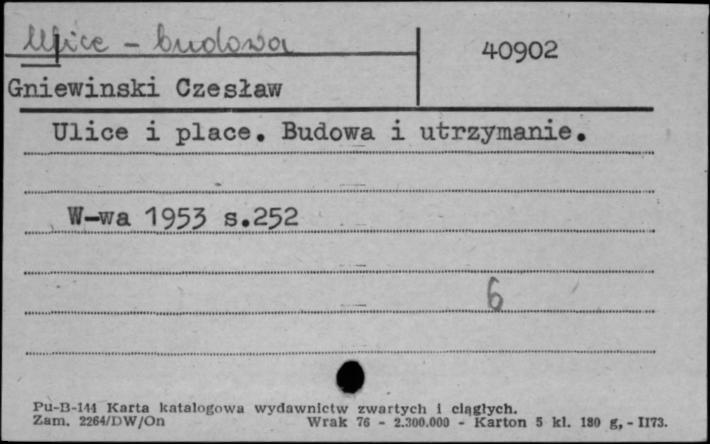 Ulice - budowa
40902
Gniewinski Czesław
Ulice i place. Budowa i utrzymanie.
W-wa 1953 s.252
6
Pu-B-144 Karta katalogowa wydawnictw zwartych i ciągłych.
Zam. 2264/DW/On Wrak 76 - 2.300.000 - Karton 5 kl. 180 g, - II73.